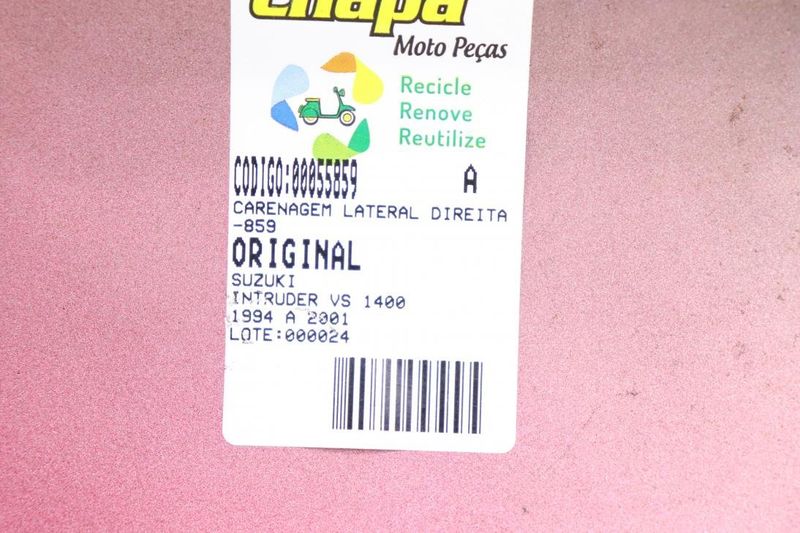 Chapa
Moto Peças
Recicle
Renove
Reutilize
CODIGO:00055859 A
CARENAGEM LATERAL DIREITA
-859
ORIGINAL
SUZUKI
INTRUDER VS 1400
1994 A 2001
LOTE:000024